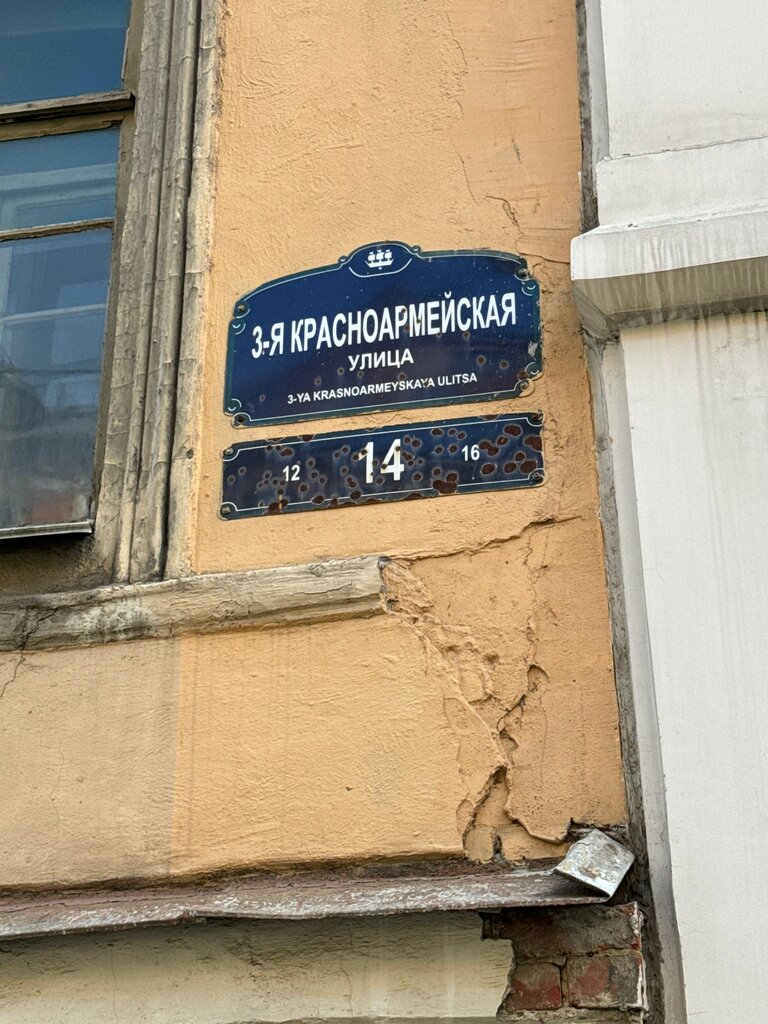 3-Я КРАСНОАРМЕЙСКАЯ
УЛИЦА
3-YA KRASNOARMEYSKAYA ULITSA
12 14 16